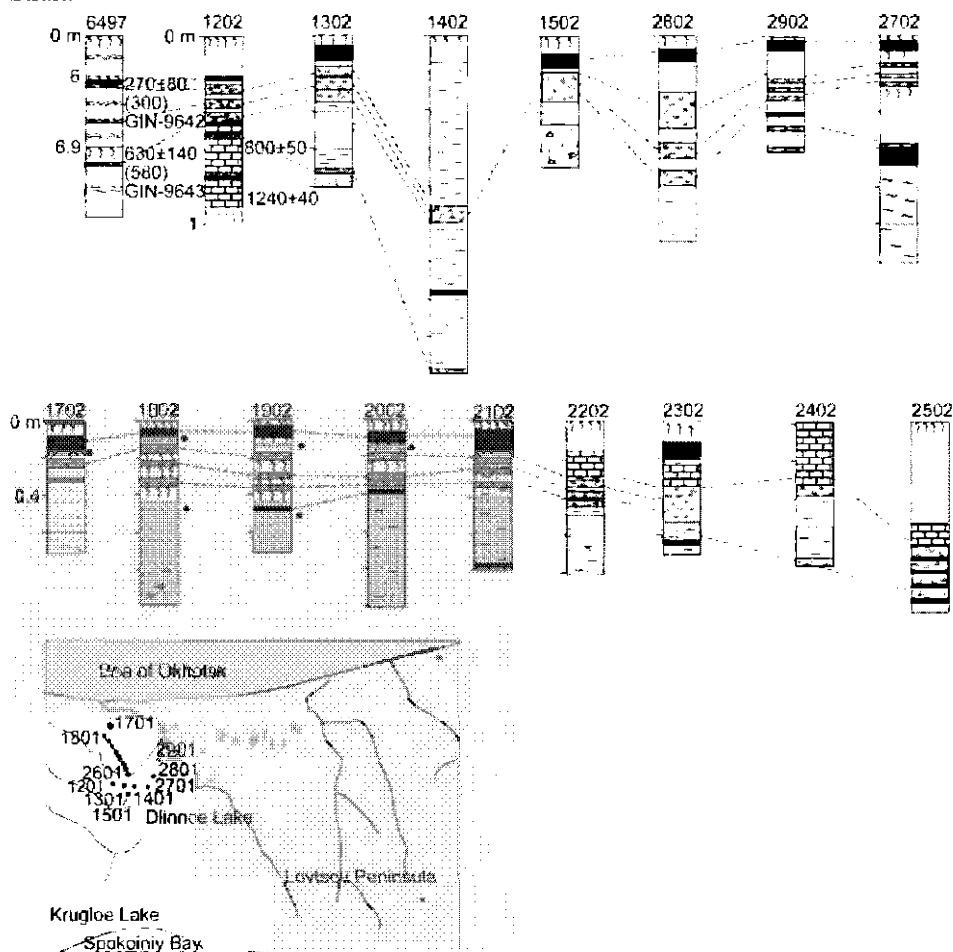 6497 1202 1302 1402 1502 2802 2902 2702
0 m 0 m
6
270±80
(300)
GIN-9642
6.9
630±140
(580)
GIN-9643
800+50
1240+40
1
1702 1802 1902 2002 2102 2202 2302 2402 2502
0 m
0.4
Sea of Okhotsk
1701
1801
2901
2601 2801
1201 2701
1301 1401
1501 Dlinnoe Lake
Lovtsov Peninsula
Krugloe Lake
Spokoiniy Bay